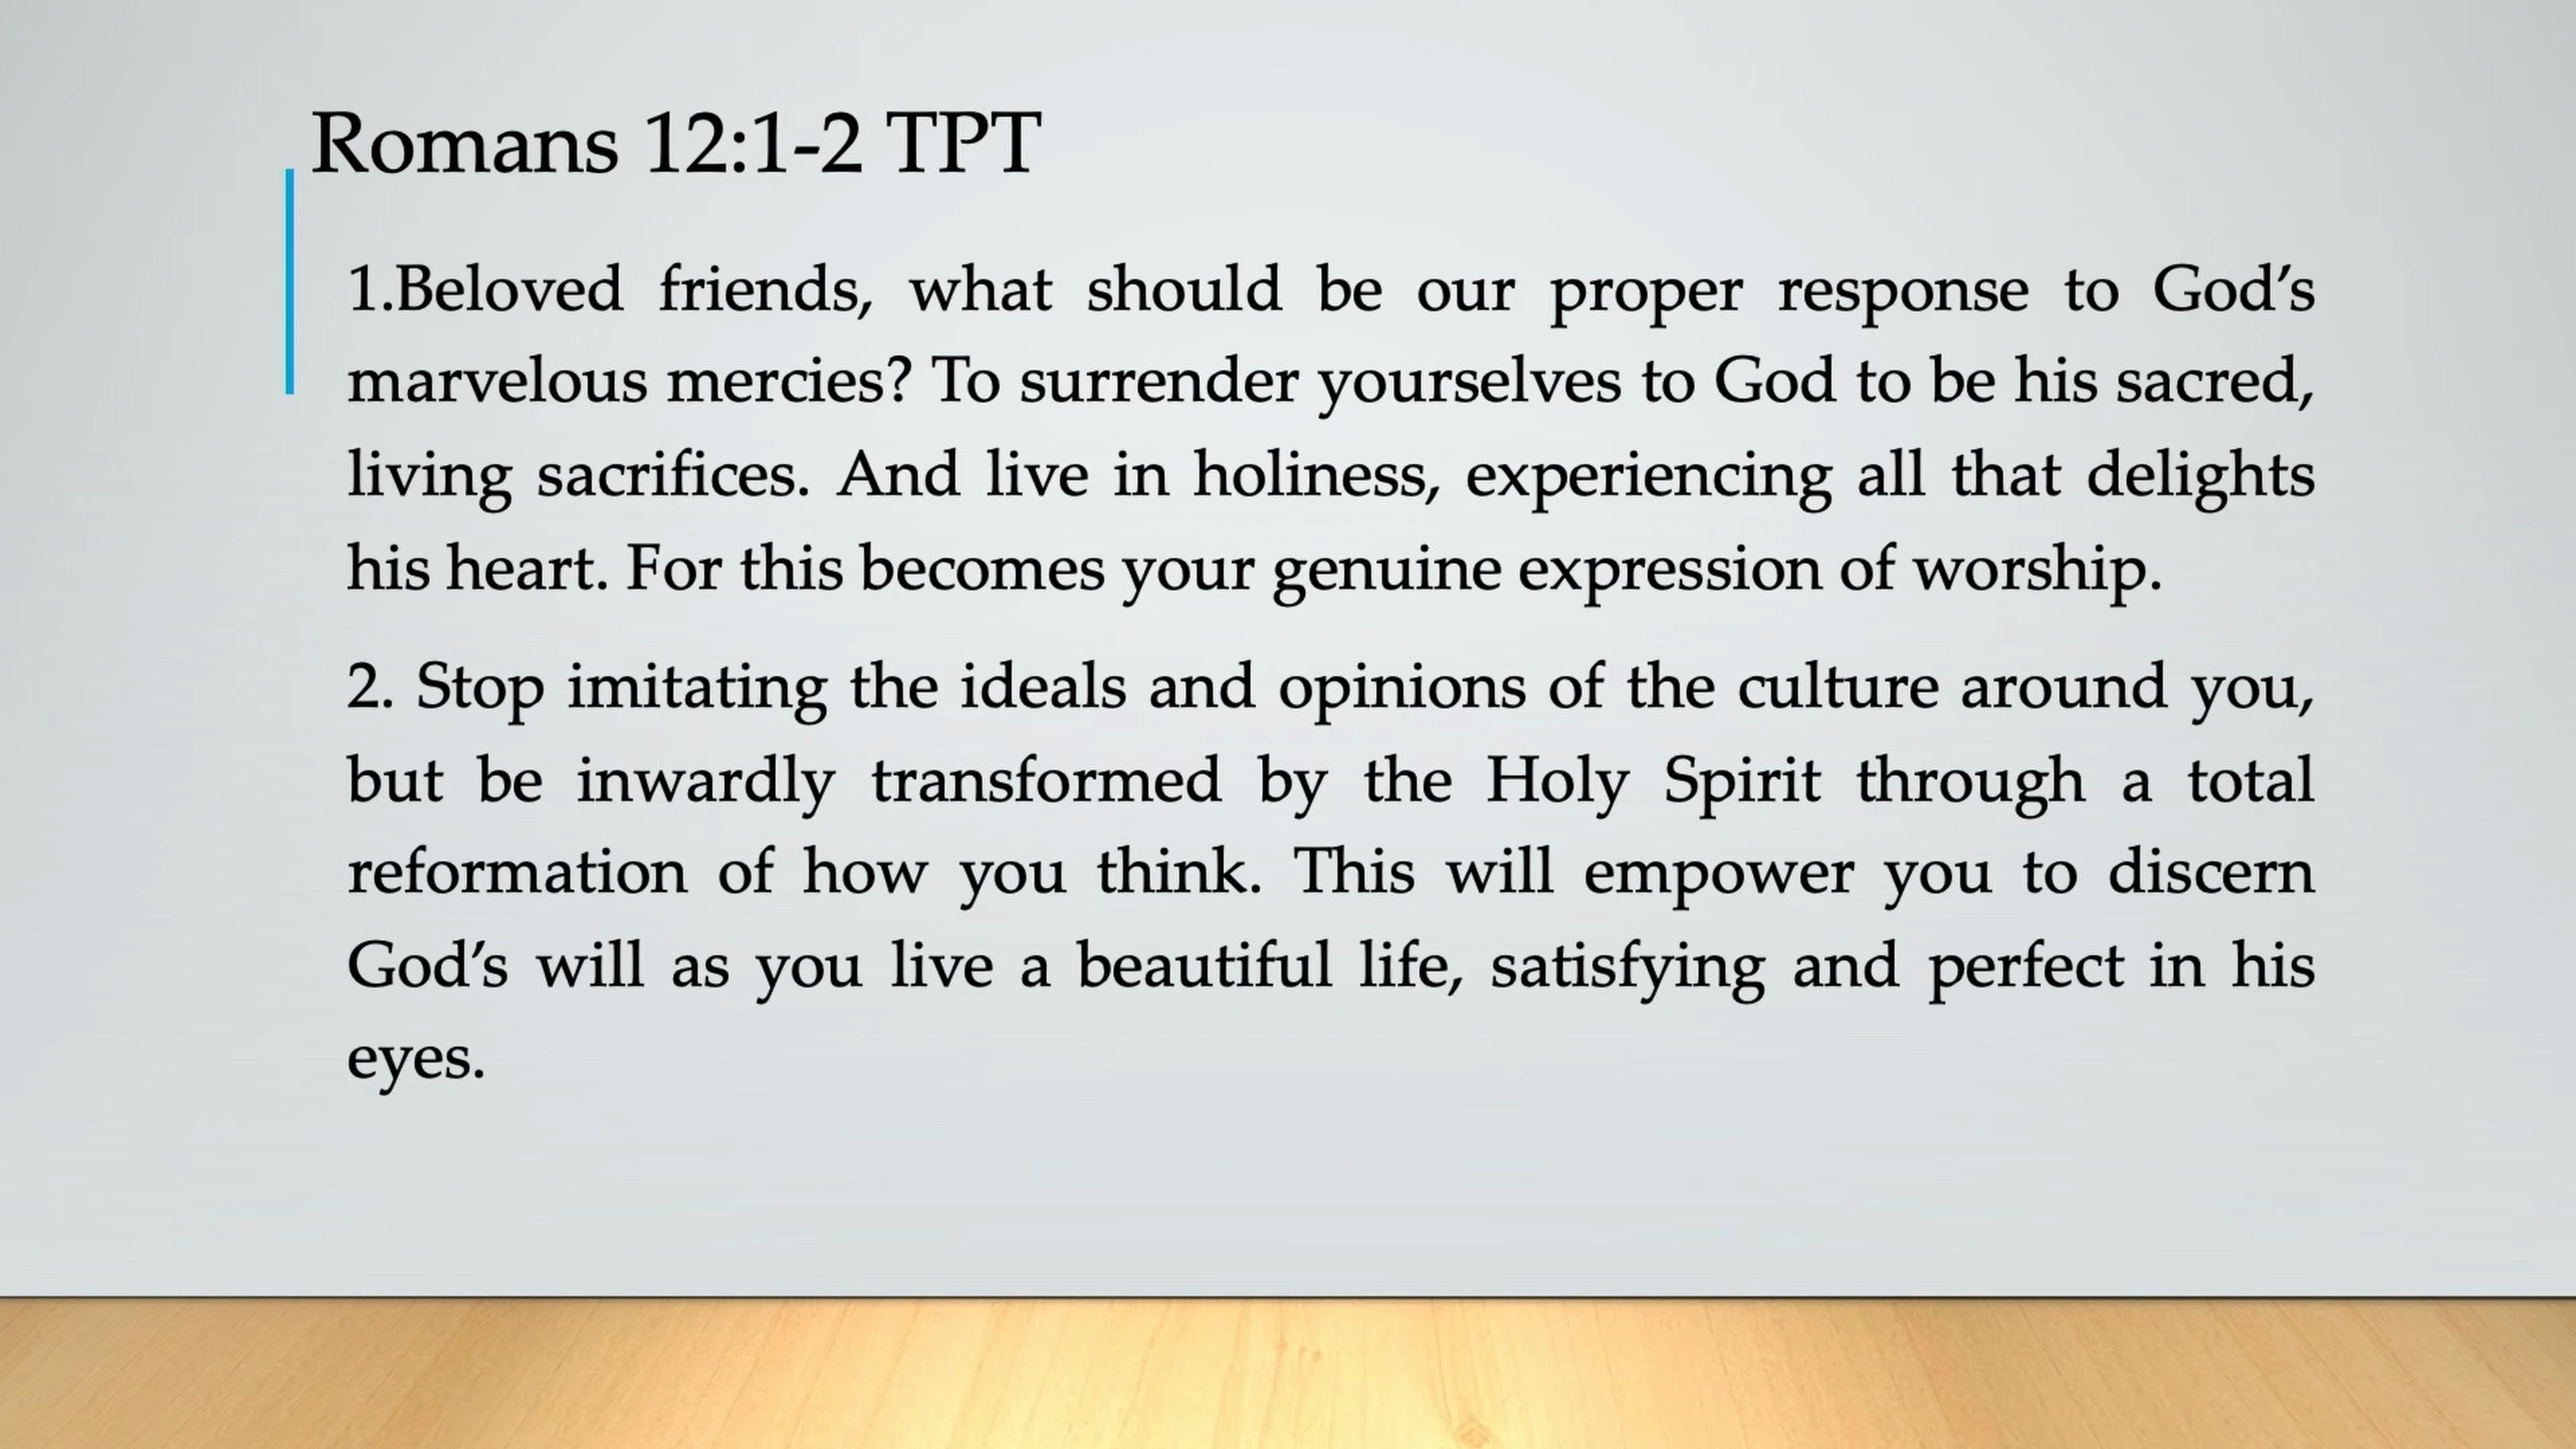 Romans 12:1-2 TPT
1.Beloved friends, what should be our proper response to God’s
marvelous mercies? To surrender yourselves to God to be his sacred,
living sacrifices. And live in holiness, experiencing all that delights
his heart. For this becomes your genuine expression of worship.
2. Stop imitating the ideals and opinions of the culture around you,
but be inwardly transformed by the Holy Spirit through a total
reformation of how you think. This will empower you to discern
God’s will as you live a beautiful life, satisfying and perfect in his
eyes.